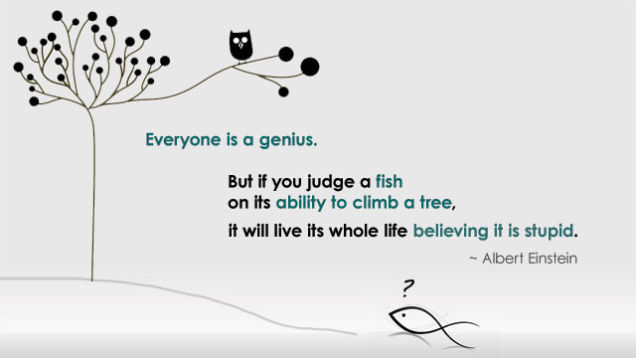 Everyone is a genius.
But if you judge a fish
on its ability to climb a tree,
it will live its whole life believing it is stupid.
~ Albert Einstein
?